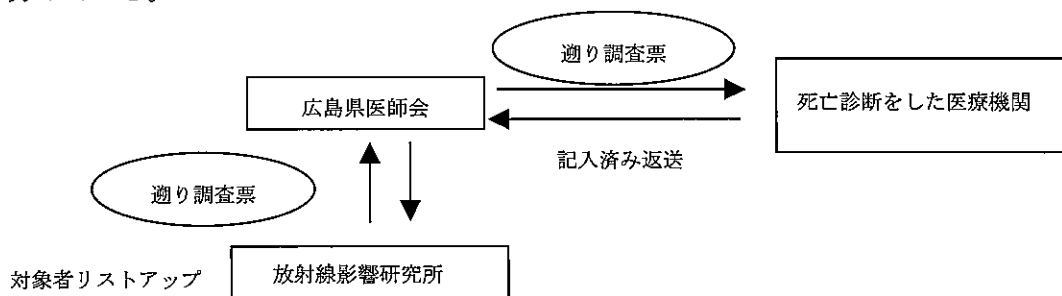 遡り調査票
広島県医師会
死亡診断をした医療機関
記入済み返送
遡り調査票
対象者リストアップ
放射線影響研究所